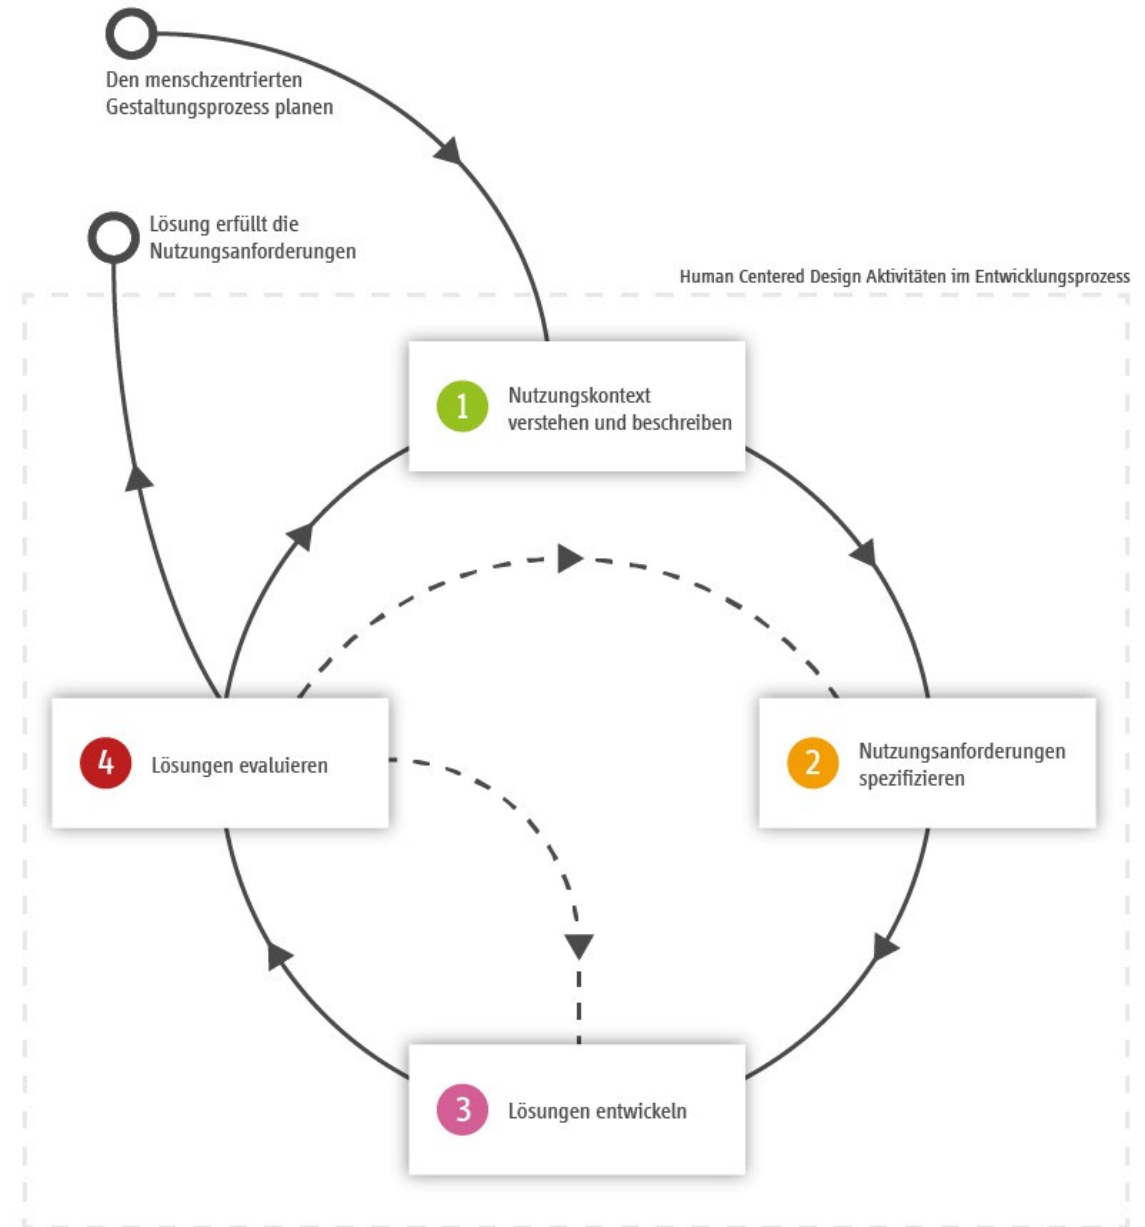 Den menschzentrierten
Gestaltungsprozess planen
Lösung erfüllt die
Nutzungsanforderungen
Human Centered Design Aktivitäten im Entwicklungsprozess
1
Nutzungskontext
verstehen und beschreiben
4
Lösungen evaluieren
2
Nutzungsanforderungen
spezifizieren
3
Lösungen entwickeln